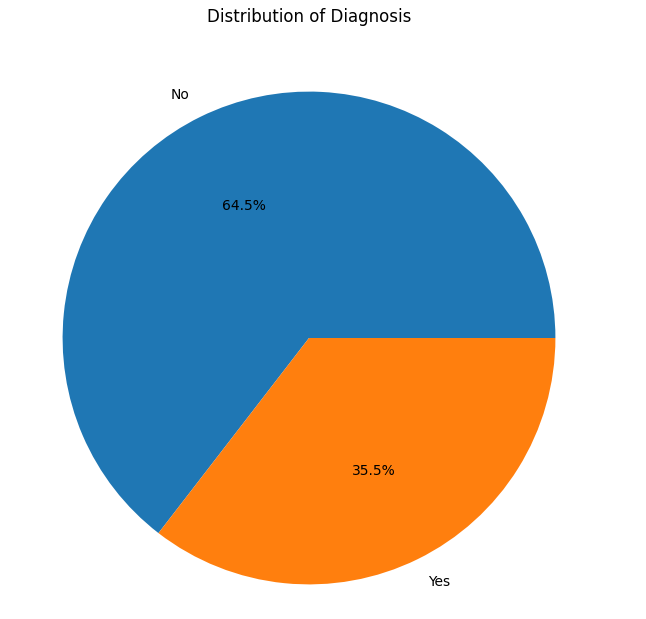 Distribution of Diagnosis
No
64.5%
35.5%
Yes